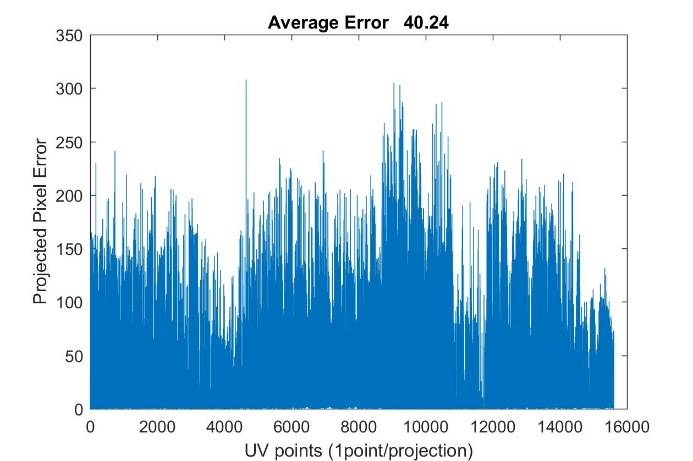 Average Error 40.24
350
300
250
200
150
100
50
0
Projected Pixel Error
0 2000 4000 6000 8000 10000 12000 14000 16000
UV points (1point/projection)